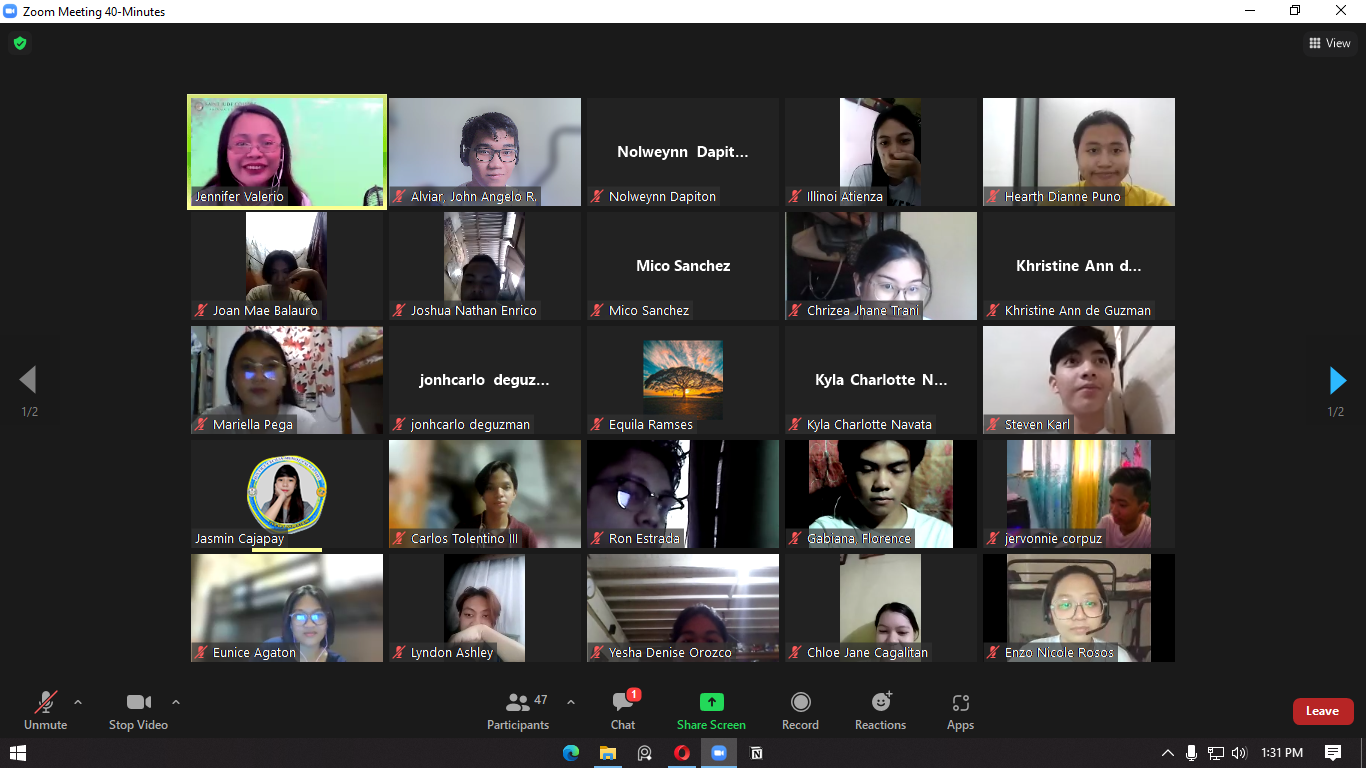 Zoom Meeting 40-Minutes
View
Jennifer Valerio
Alviar, John Angelo R.
Nolweynn Dapit...
Nolweynn Dapiton
Illinoi Atienza
Hearth Dianne Puno
Joan Mae Balauro
Joshua Nathan Enrico
Mico Sanchez
Mico Sanchez
Chrizea Jhane Trani
Khristine Ann d...
Khristine Ann de Guzman
Mariella Pega
jonhcarlo deguz...
jonhcarlo deguzman
Equila Ramses
Kyla Charlotte N...
Kyla Charlotte Navata
Steven Karl
1/2
1/2
Jasmin Cajapay
Carlos Tolentino III
Ron Estrada
Gabiana, Florence
jervonnie corpuz
Eunice Agaton
Lyndon Ashley
Yesha Denise Orozco
Chloe Jane Cagalitan
Enzo Nicole Rosos
Unmute
Stop Video
47
Participants
1
Chat
Share Screen
Record
Reactions
Apps
Leave
1:31 PM